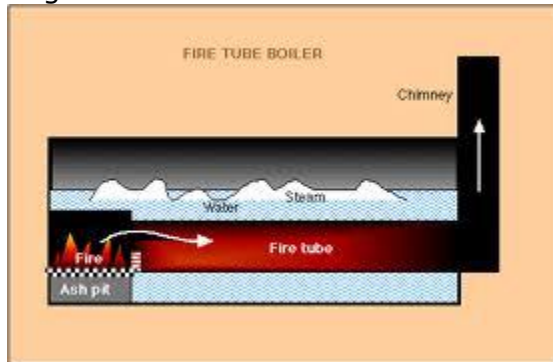 FIRE TUBE BOILER
Chimney
Steam
Water
Fire tube
Fire
Ash pit